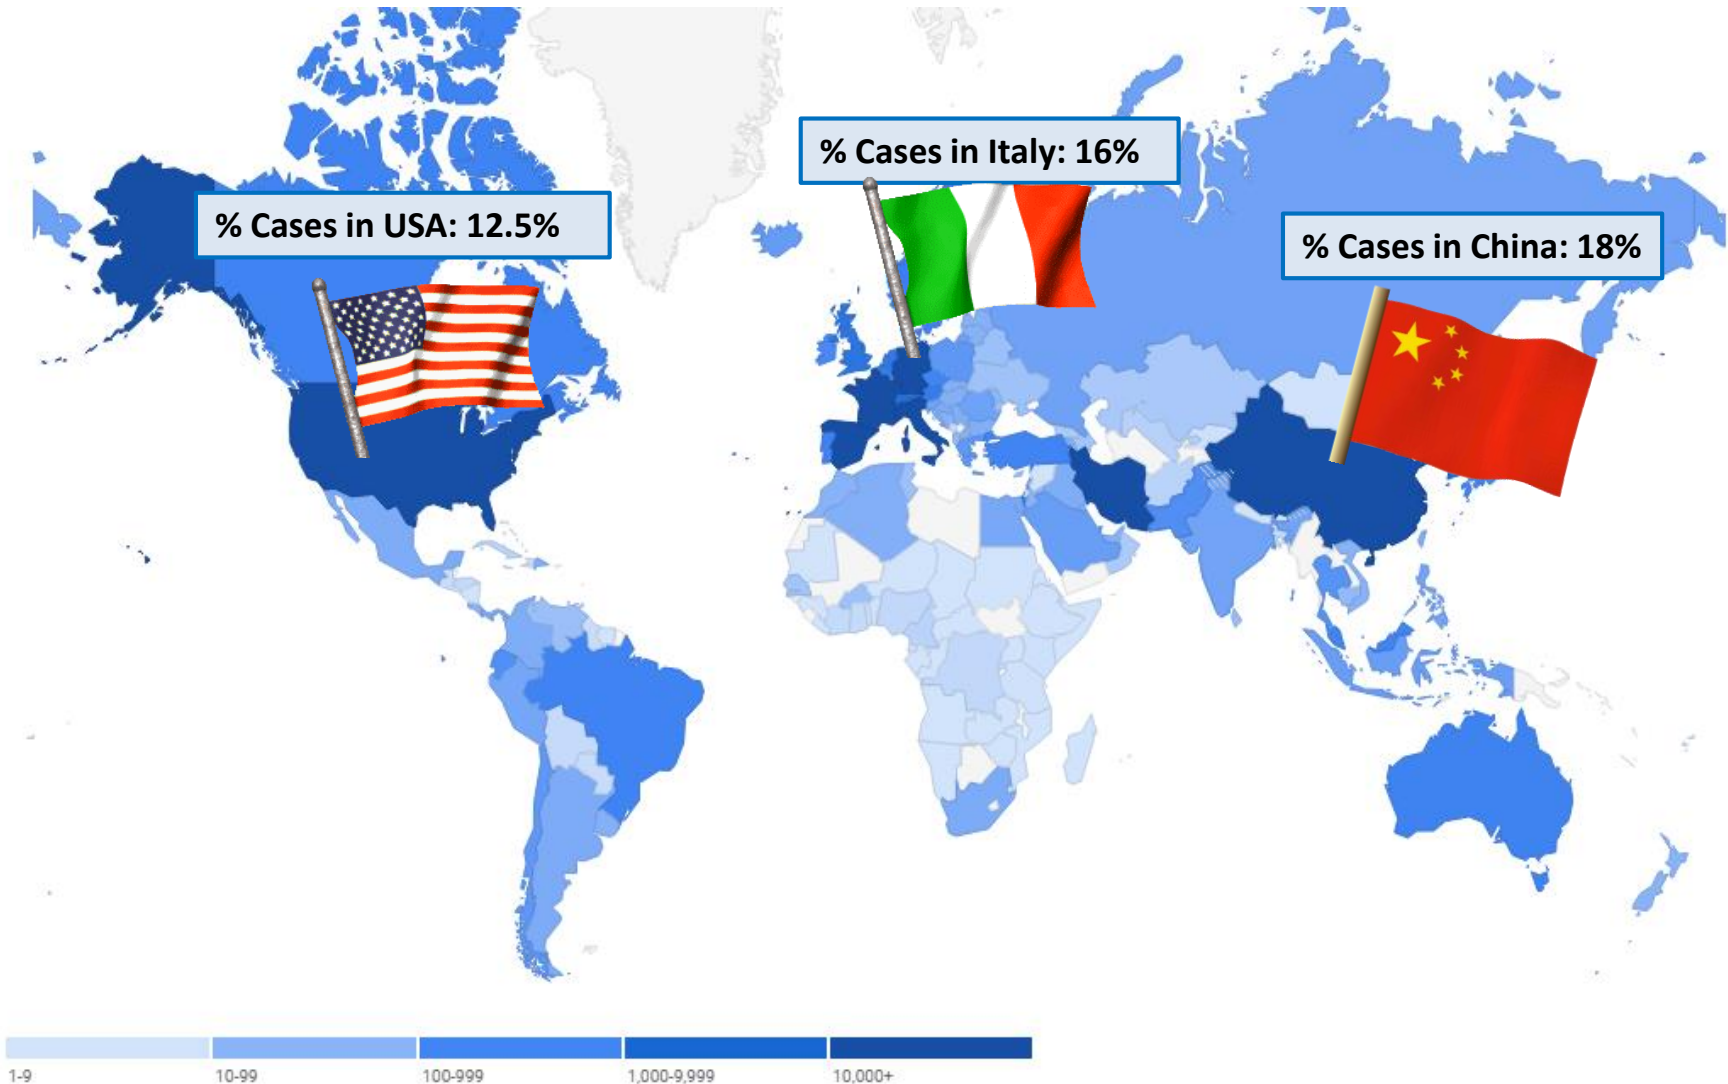 % Cases in Italy: 16%
% Cases in USA: 12.5%
% Cases in China: 18%
1-9
10-99
100-999
1,000-9,999
10,000+